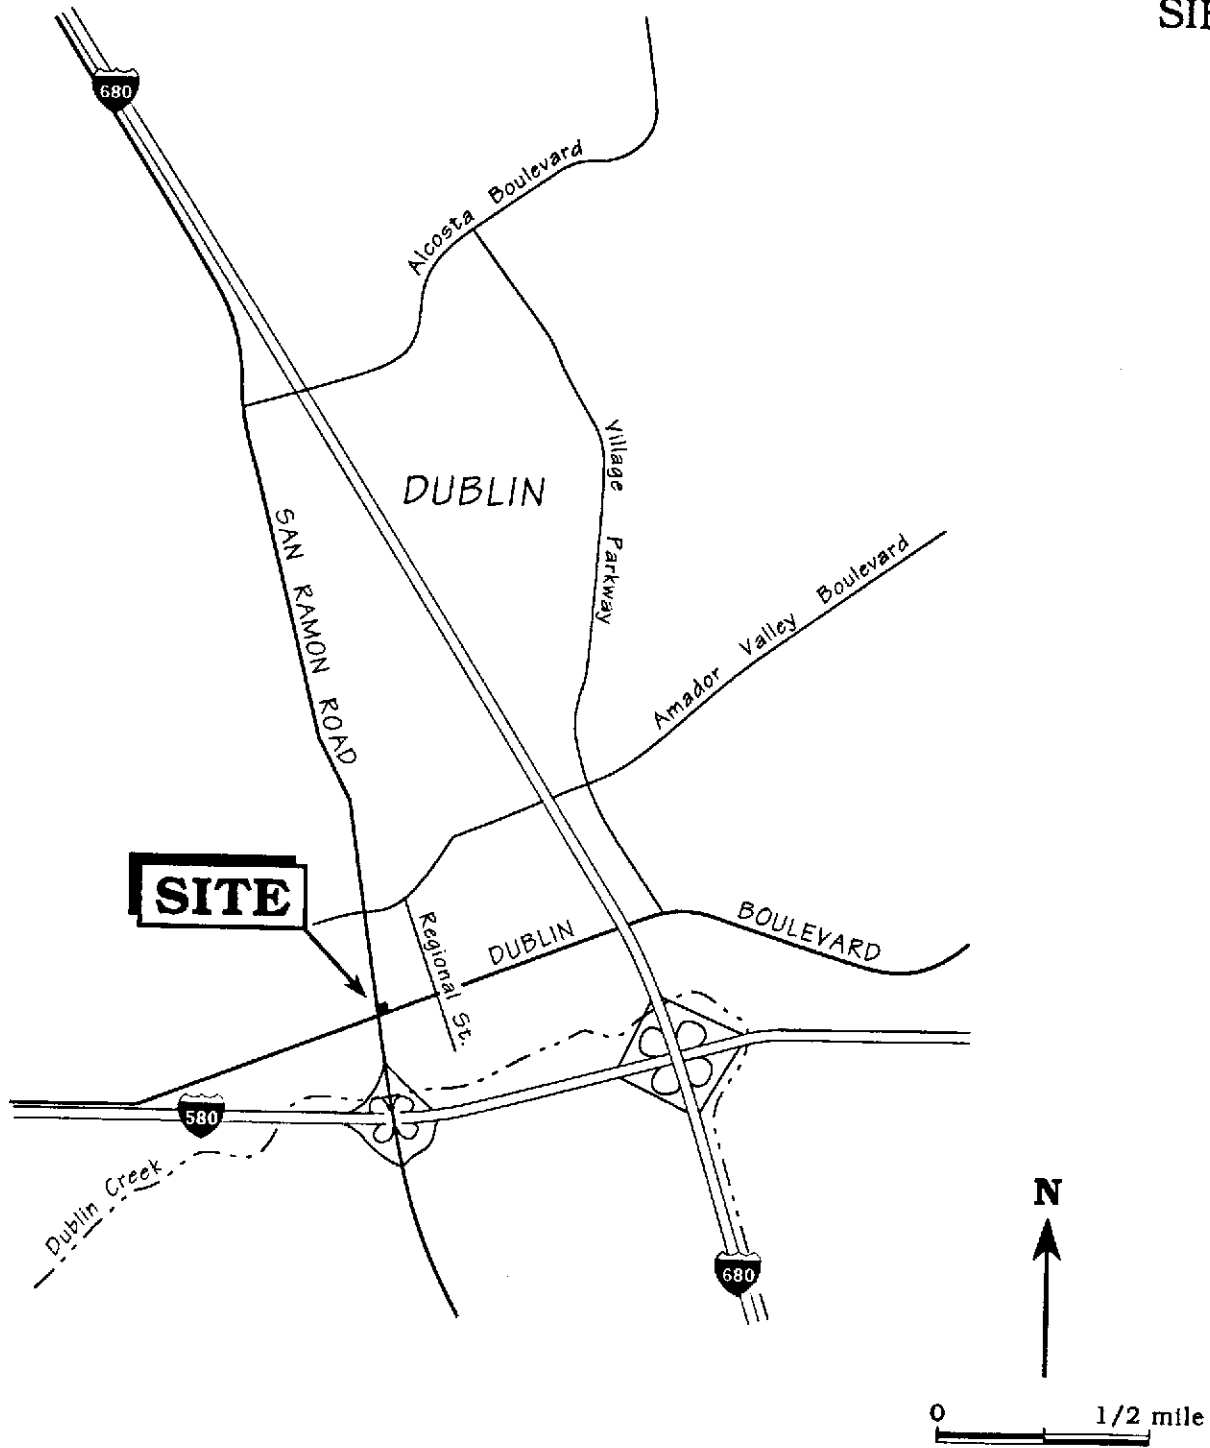 680
Alcosta Boulevard
Village Parkway
DUBLIN
SAN RAMON ROAD
Amador Valley Boulevard
SITE
Regional St.
DUBLIN BOULEVARD
580
Dublin Creek
680
N
0 1/2 mile